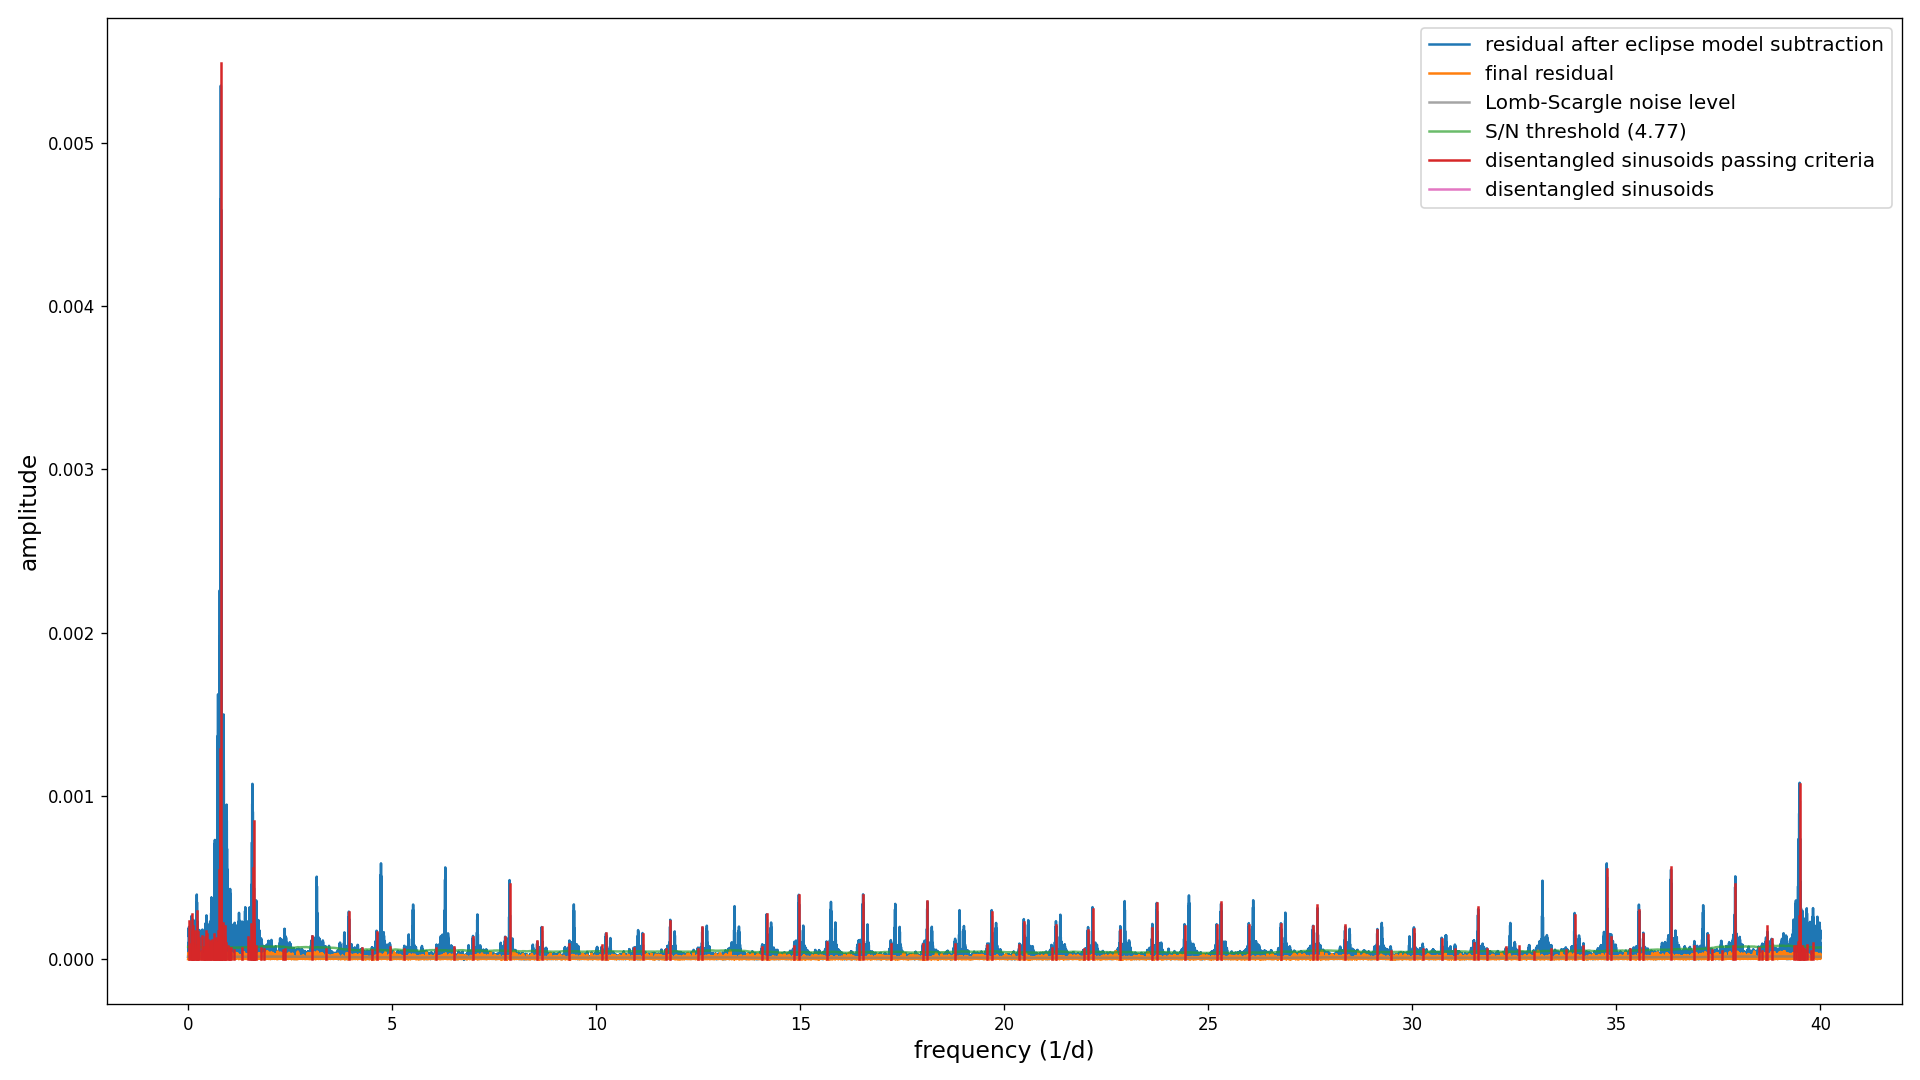 residual after eclipse model subtraction
final residual
Lomb-Scargle noise level
S/N threshold (4.77)
disentangled sinusoids passing criteria
disentangled sinusoids
amplitude
0.005
0.004
0.003
0.002
0.001
0.000
0 5 10 15 20 25 30 35 40
frequency (1/d)